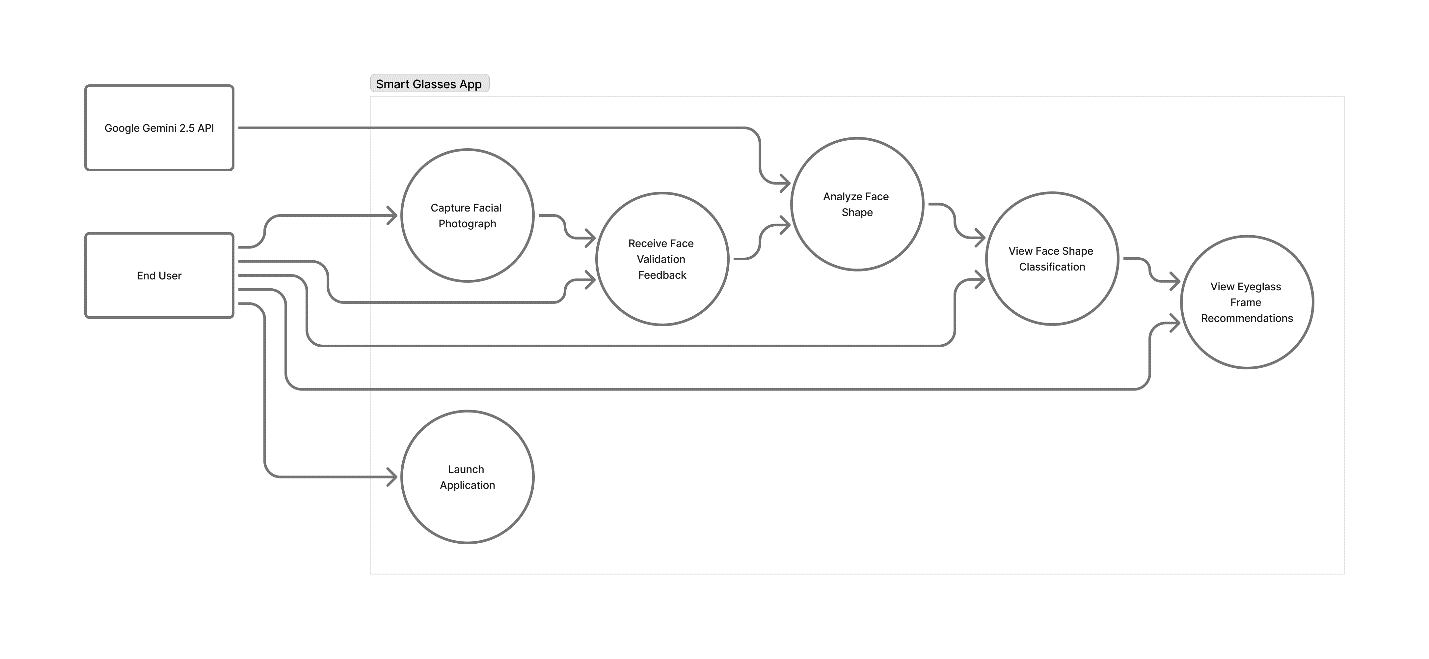 Smart Glasses App
Google Gemini 2.5 API
End User
Capture Facial
Photograph
Receive Face
Validation
Feedback
Analyze Face
Shape
View Face Shape
Classification
View Eyeglass
Frame
Recommendations
Launch
Application